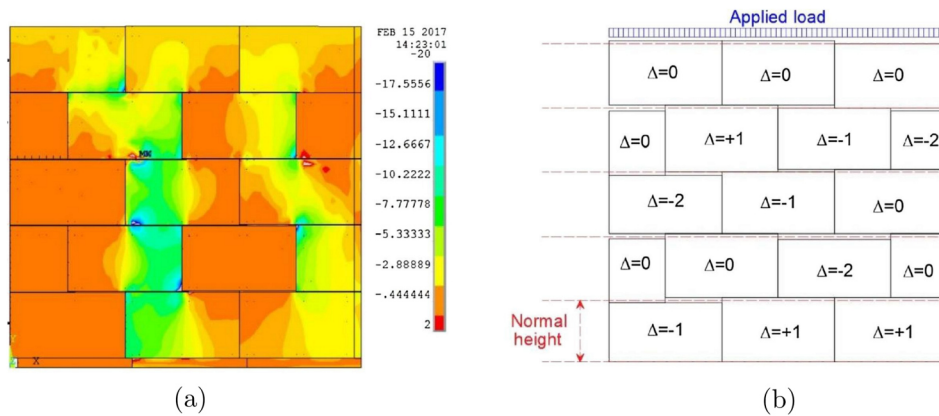 FEB 15 2017
14:23:01
-20
-17.5556
-15.1111
-12.6667
-10.2222
-7.77778
-5.33333
-2.88889
-.444444
2
MN
X
(a)
Applied load
Δ=0 Δ=0 Δ=0
Δ=0 Δ=+1 Δ=-1 Δ=-2
Δ=-2 Δ=-1 Δ=0
Δ=0 Δ=0 Δ=-2 Δ=0
Normal
height
Δ=-1 Δ=+1 Δ=+1
(b)